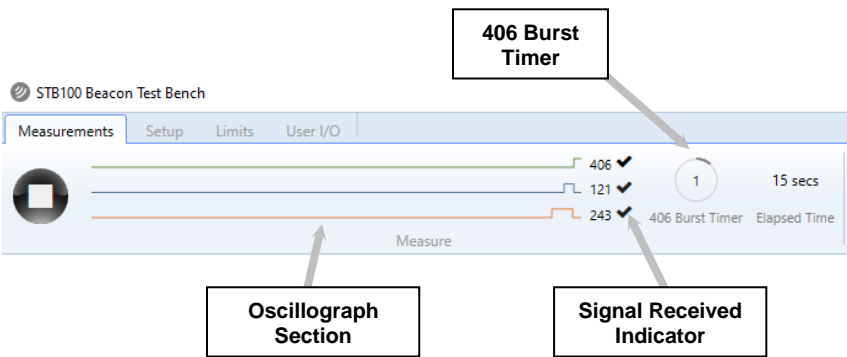 406 Burst
Timer
STB100 Beacon Test Bench
Measurements Setup Limits User I/O
406
121
243
1
15 secs
406 Burst Timer Elapsed Time
Measure
Oscillograph
Section
Signal Received
Indicator